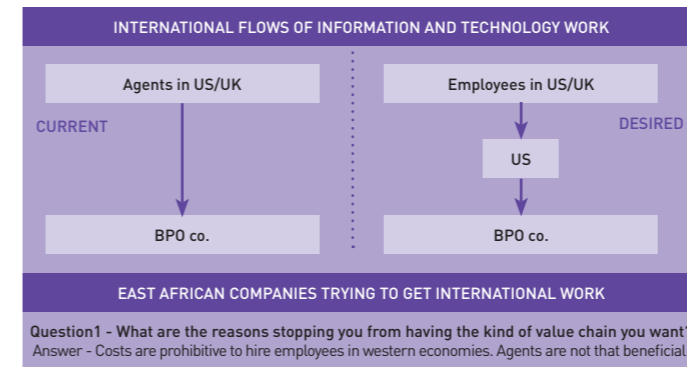 INTERNATIONAL FLOWS OF INFORMATION AND TECHNOLOGY WORK
Agents in US/UK
CURRENT
BPO co.
Employees in US/UK
DESIRED
US
BPO co.
EAST AFRICAN COMPANIES TRYING TO GET INTERNATIONAL WORK
Question1 - What are the reasons stopping you from having the kind of value chain you want?
Answer - Costs are prohibitive to hire employees in western economies. Agents are not that beneficial